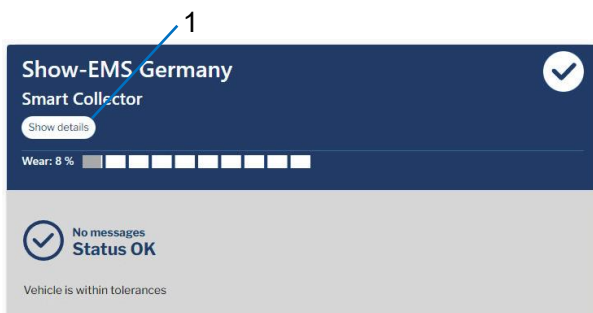 1
Show-EMS Germany
Smart Collector
Show details
Wear: 8 %
No messages
Status OK
Vehicle is within tolerances